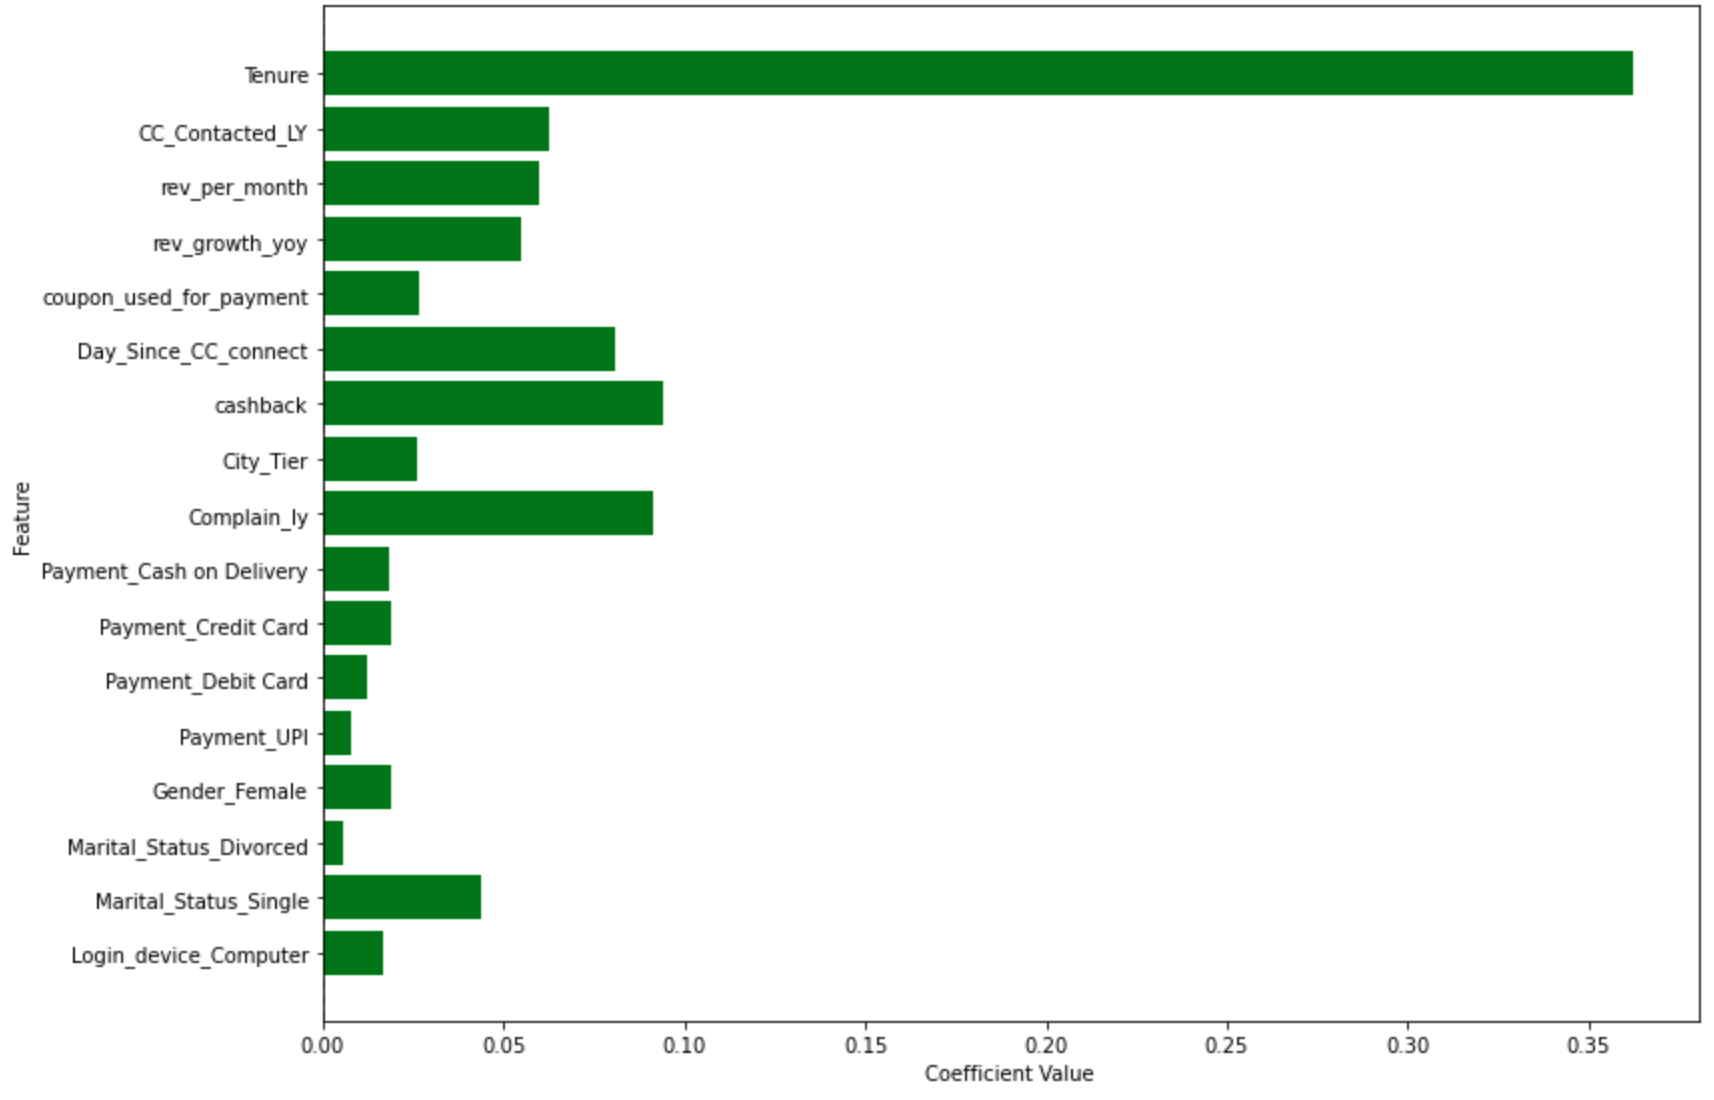 Tenure
CC_Contacted_LY
rev_per_month
rev_growth_yoy
coupon_used_for_payment
Day_Since_CC_connect
cashback
City_Tier
Complain_ly
Payment_Cash on Delivery
Payment_Credit Card
Payment_Debit Card
Payment_UPI
Gender_Female
Marital_Status_Divorced
Marital_Status_Single
Login_device_Computer
Feature
0.00 0.05 0.10 0.15 0.20 0.25 0.30 0.35
Coefficient Value